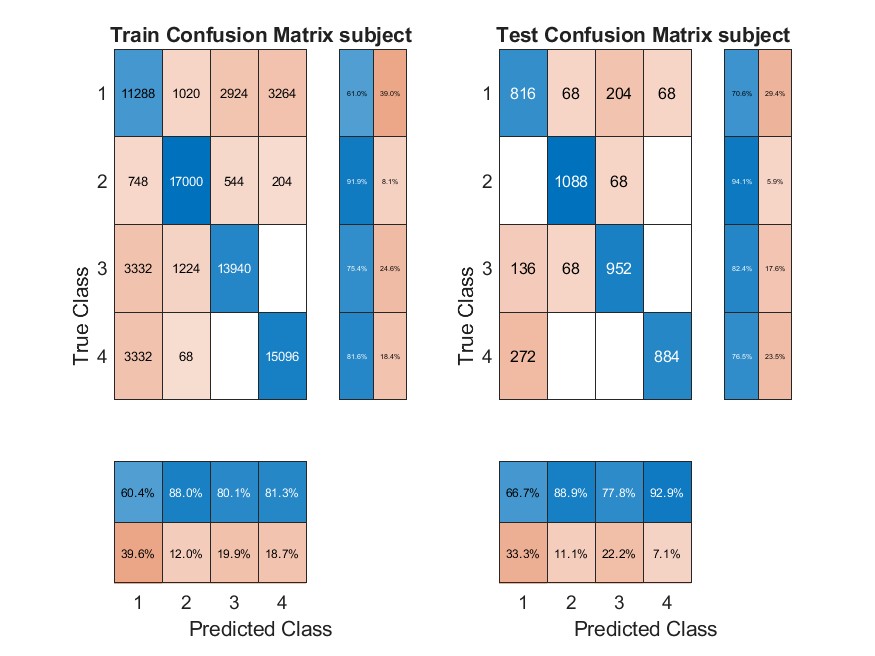 Train Confusion Matrix subject
1 11288 1020 2924 3264 61.0% 39.0%
2 748 17000 544 204 91.9% 8.1%
3 3332 1224 13940 75.4% 24.6%
4 3332 68 15096 81.6% 18.4%
True Class
60.4% 88.0% 80.1% 81.3%
39.6% 12.0% 19.9% 18.7%
1 2 3 4
Predicted Class
Test Confusion Matrix subject
1 816 68 204 68 70.6% 29.4%
2 1088 68 94.1% 5.9%
3 136 68 952 82.4% 17.6%
4 272 884 76.5% 23.5%
True Class
66.7% 88.9% 77.8% 92.9%
33.3% 11.1% 22.2% 7.1%
1 2 3 4
Predicted Class